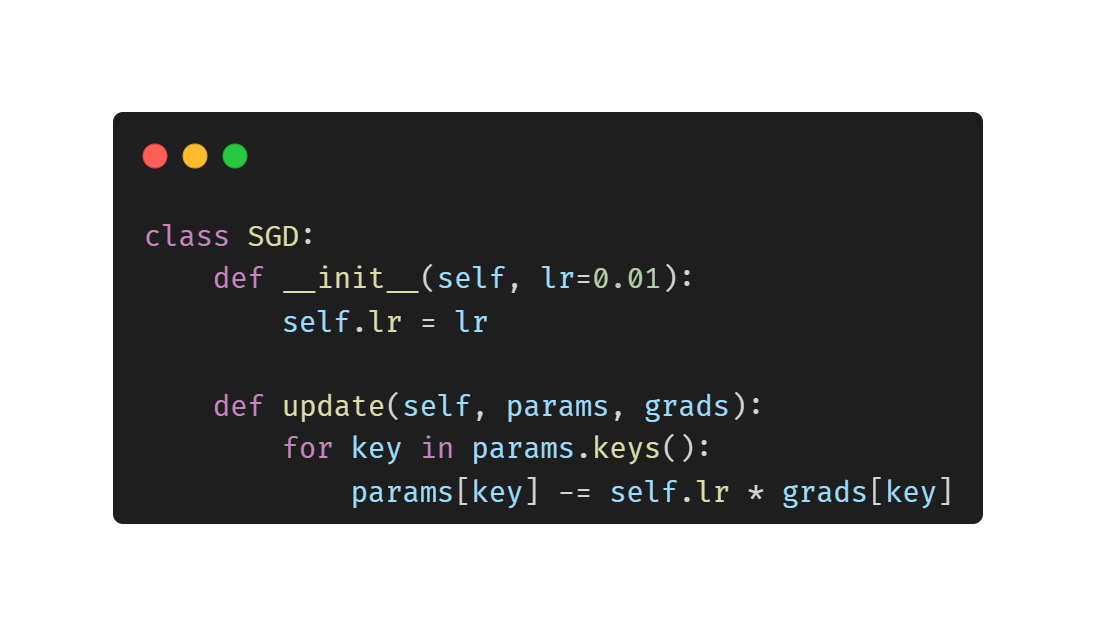 class SGD:
    def __init__(self, lr=0.01):
        self.lr = lr

    def update(self, params, grads):
        for key in params.keys():
            params[key] -= self.lr * grads[key]